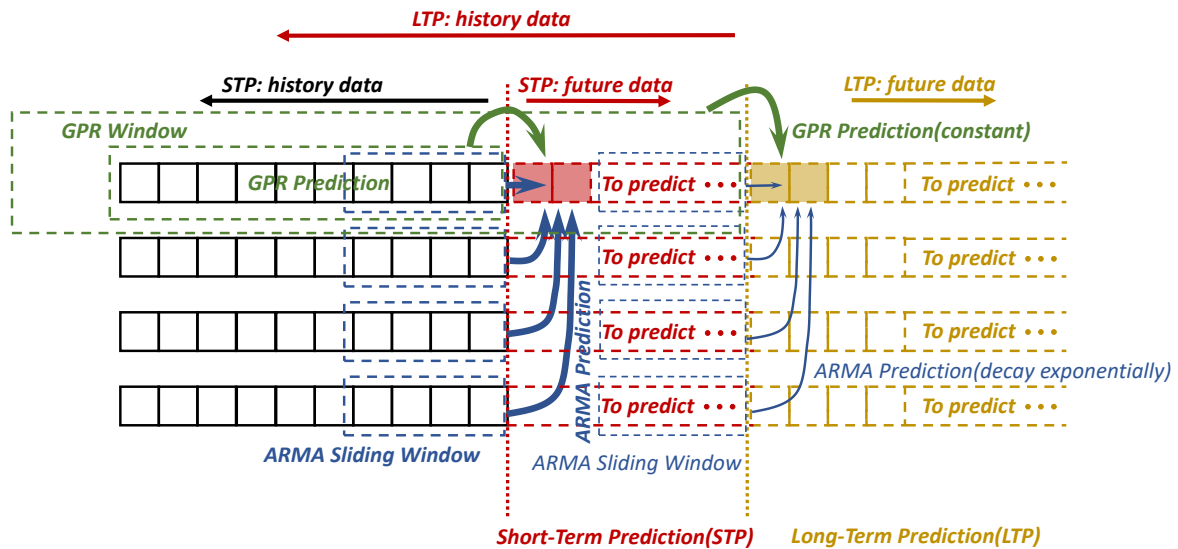 LTP: history data
STP: history data
STP: future data
LTP: future data
GPR Window
GPR Prediction(constant)
GPR Prediction
To predict •••
To predict •••
To predict •••
To predict •••
To predict •••
To predict •••
ARMA Prediction
ARMA Prediction(decay exponentially)
To predict •••
To predict •••
ARMA Sliding Window
ARMA Sliding Window
Short-Term Prediction(STP)
Long-Term Prediction(LTP)